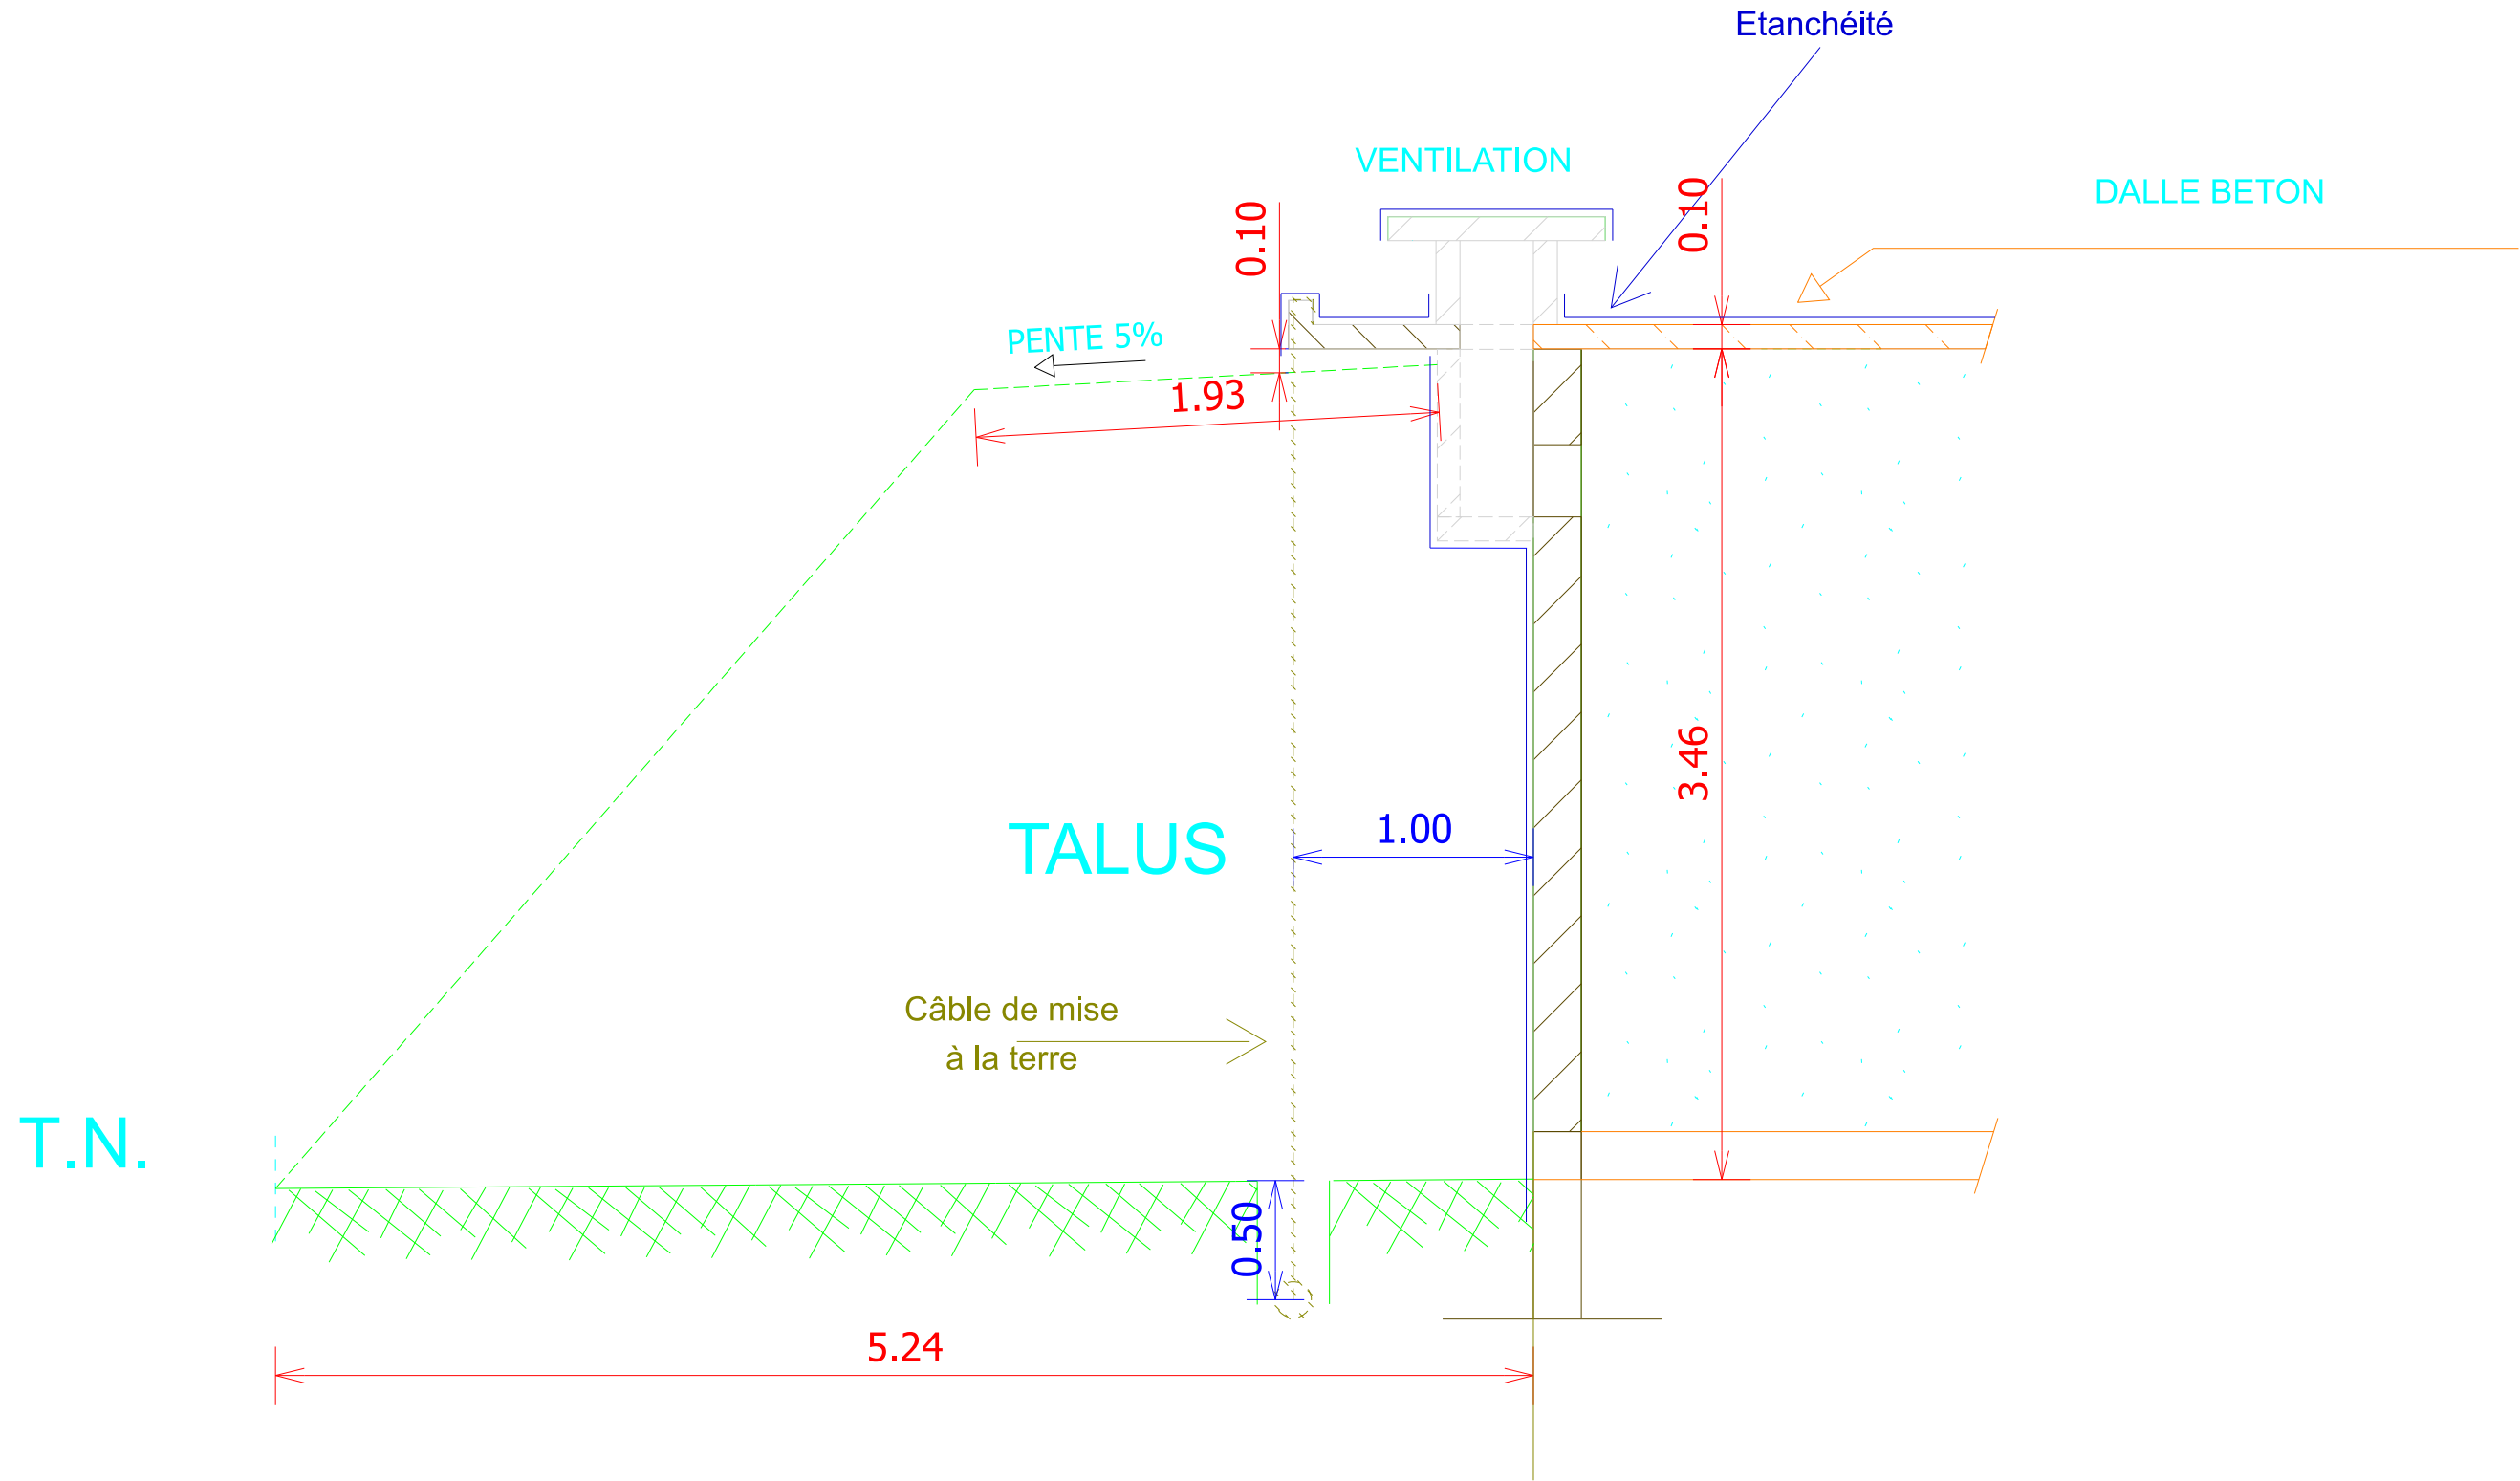 Etanchéité
VENTILATION
DALLE BETON
0.10
0.10
PENTE 5%
1.93
3.46
1.00
TALUS
Câble de mise
à la terre
T.N.
0.50
5.24